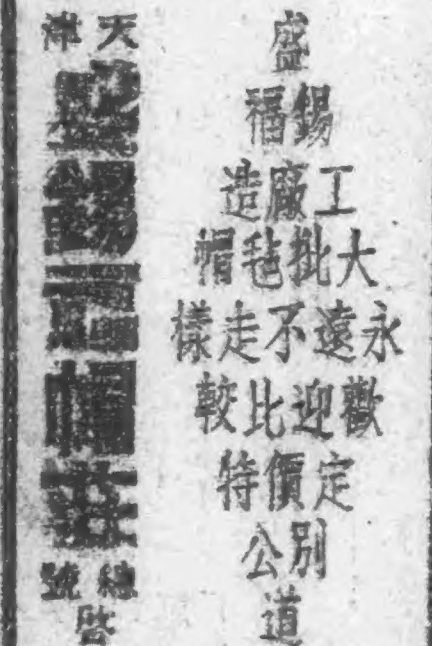 盛
錫福
工廠造
大批毡帽
永遠不走樣
歡迎比較
定價特
別公
道
天津
盛錫福帽莊
總號
啓